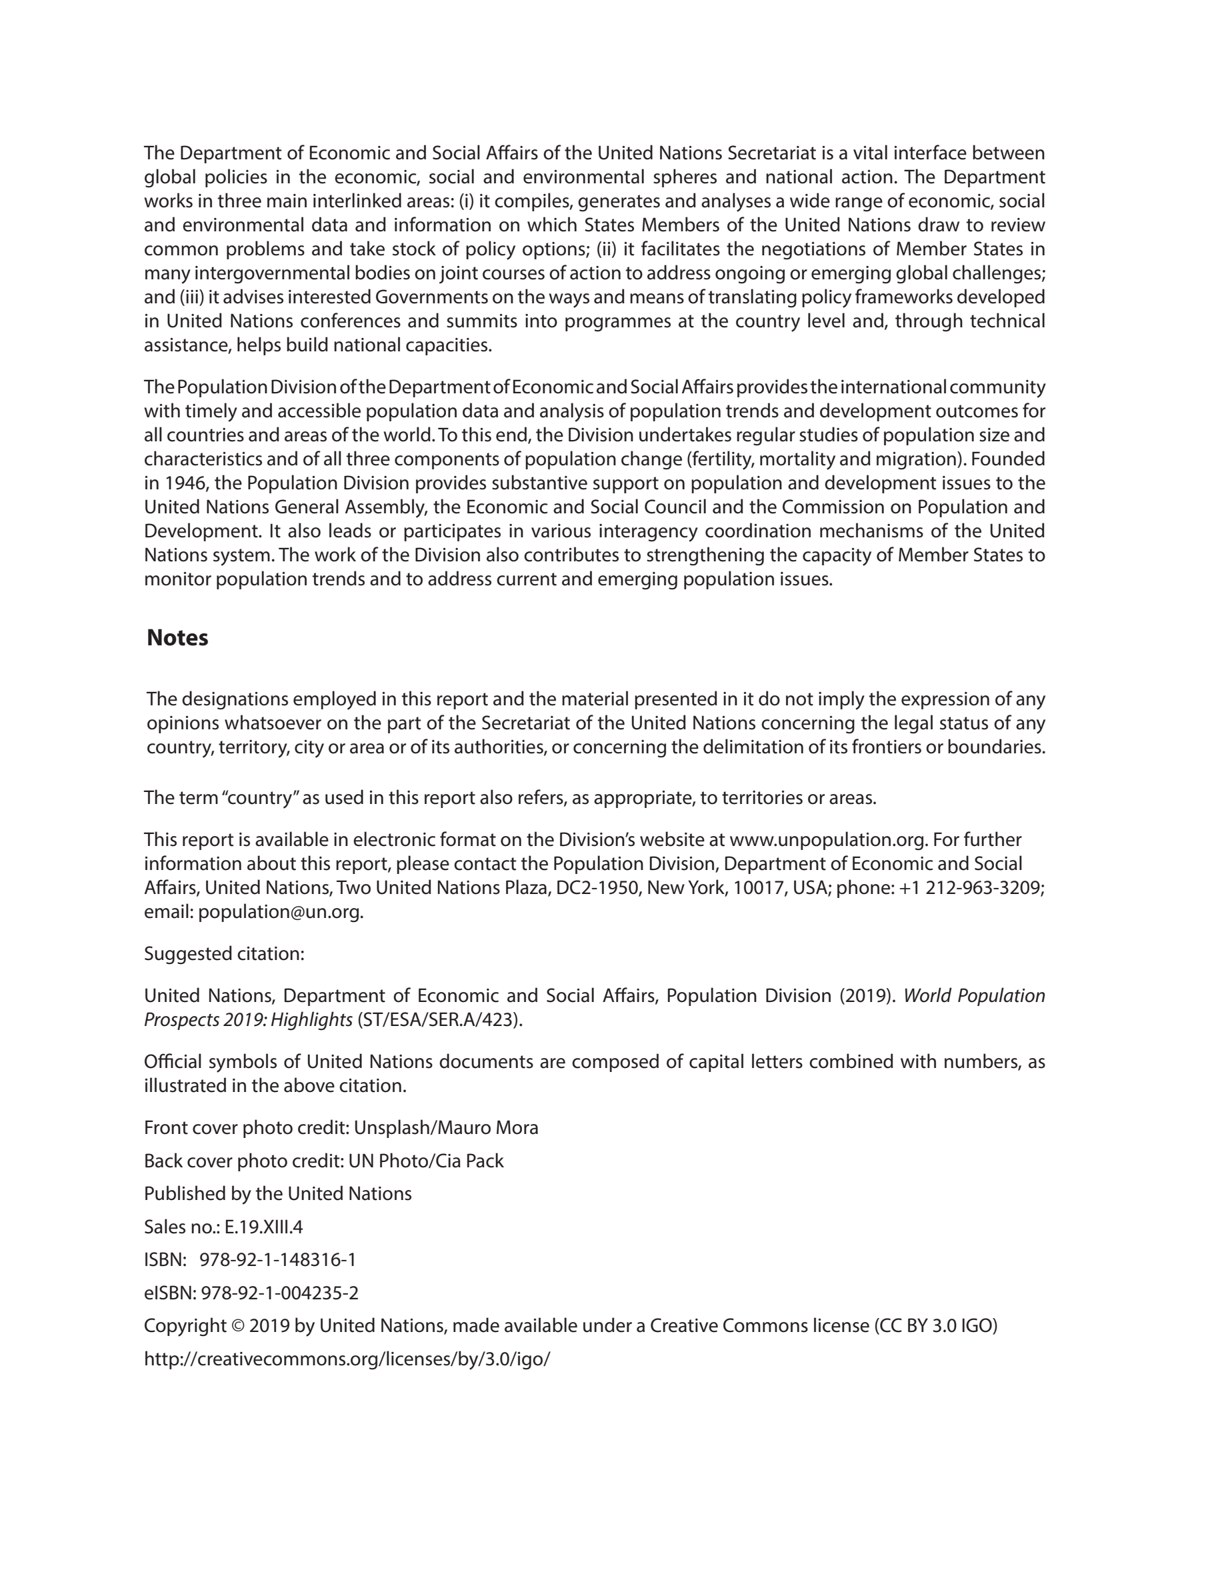 The Department of Economic and Social Affairs of the United Nations Secretariat is a vital interface between
global policies in the economic, social and environmental spheres and national action. The Department
works in three main interlinked areas: (i) it compiles, generates and analyses a wide range of economic, social
and environmental data and information on which States Members of the United Nations draw to review
common problems and take stock of policy options; (ii) it facilitates the negotiations of Member States in
many intergovernmental bodies on joint courses of action to address ongoing or emerging global challenges;
and (iii) it advises interested Governments on the ways and means of translating policy frameworks developed
in United Nations conferences and summits into programmes at the country level and, through technical
assistance, helps build national capacities.
The Population Division of the Department of Economic and Social Affairs provides the international community
with timely and accessible population data and analysis of population trends and development outcomes for
all countries and areas of the world. To this end, the Division undertakes regular studies of population size and
characteristics and of all three components of population change (fertility, mortality and migration). Founded
in 1946, the Population Division provides substantive support on population and development issues to the
United Nations General Assembly, the Economic and Social Council and the Commission on Population and
Development. It also leads or participates in various interagency coordination mechanisms of the United
Nations system. The work of the Division also contributes to strengthening the capacity of Member States to
monitor population trends and to address current and emerging population issues.
Notes
The designations employed in this report and the material presented in it do not imply the expression of any
opinions whatsoever on the part of the Secretariat of the United Nations concerning the legal status of any
country, territory, city or area or of its authorities, or concerning the delimitation of its frontiers or boundaries.
The term “country” as used in this report also refers, as appropriate, to territories or areas.
This report is available in electronic format on the Division’s website at www.unpopulation.org. For further
information about this report, please contact the Population Division, Department of Economic and Social
Affairs, United Nations, Two United Nations Plaza, DC2-1950, New York, 10017, USA; phone: +1 212-963-3209;
email: population@un.org.
Suggested citation:
United Nations, Department of Economic and Social Affairs, Population Division (2019). World Population
Prospects 2019: Highlights (ST/ESA/SER.A/423).
Official symbols of United Nations documents are composed of capital letters combined with numbers, as
illustrated in the above citation.
Front cover photo credit: Unsplash/Mauro Mora
Back cover photo credit: UN Photo/Cia Pack
Published by the United Nations
Sales no.: E.19.XIII.4
ISBN: 978-92-1-148316-1
eISBN: 978-92-1-004235-2
Copyright © 2019 by United Nations, made available under a Creative Commons license (CC BY 3.0 IGO)
http://creativecommons.org/licenses/by/3.0/igo/